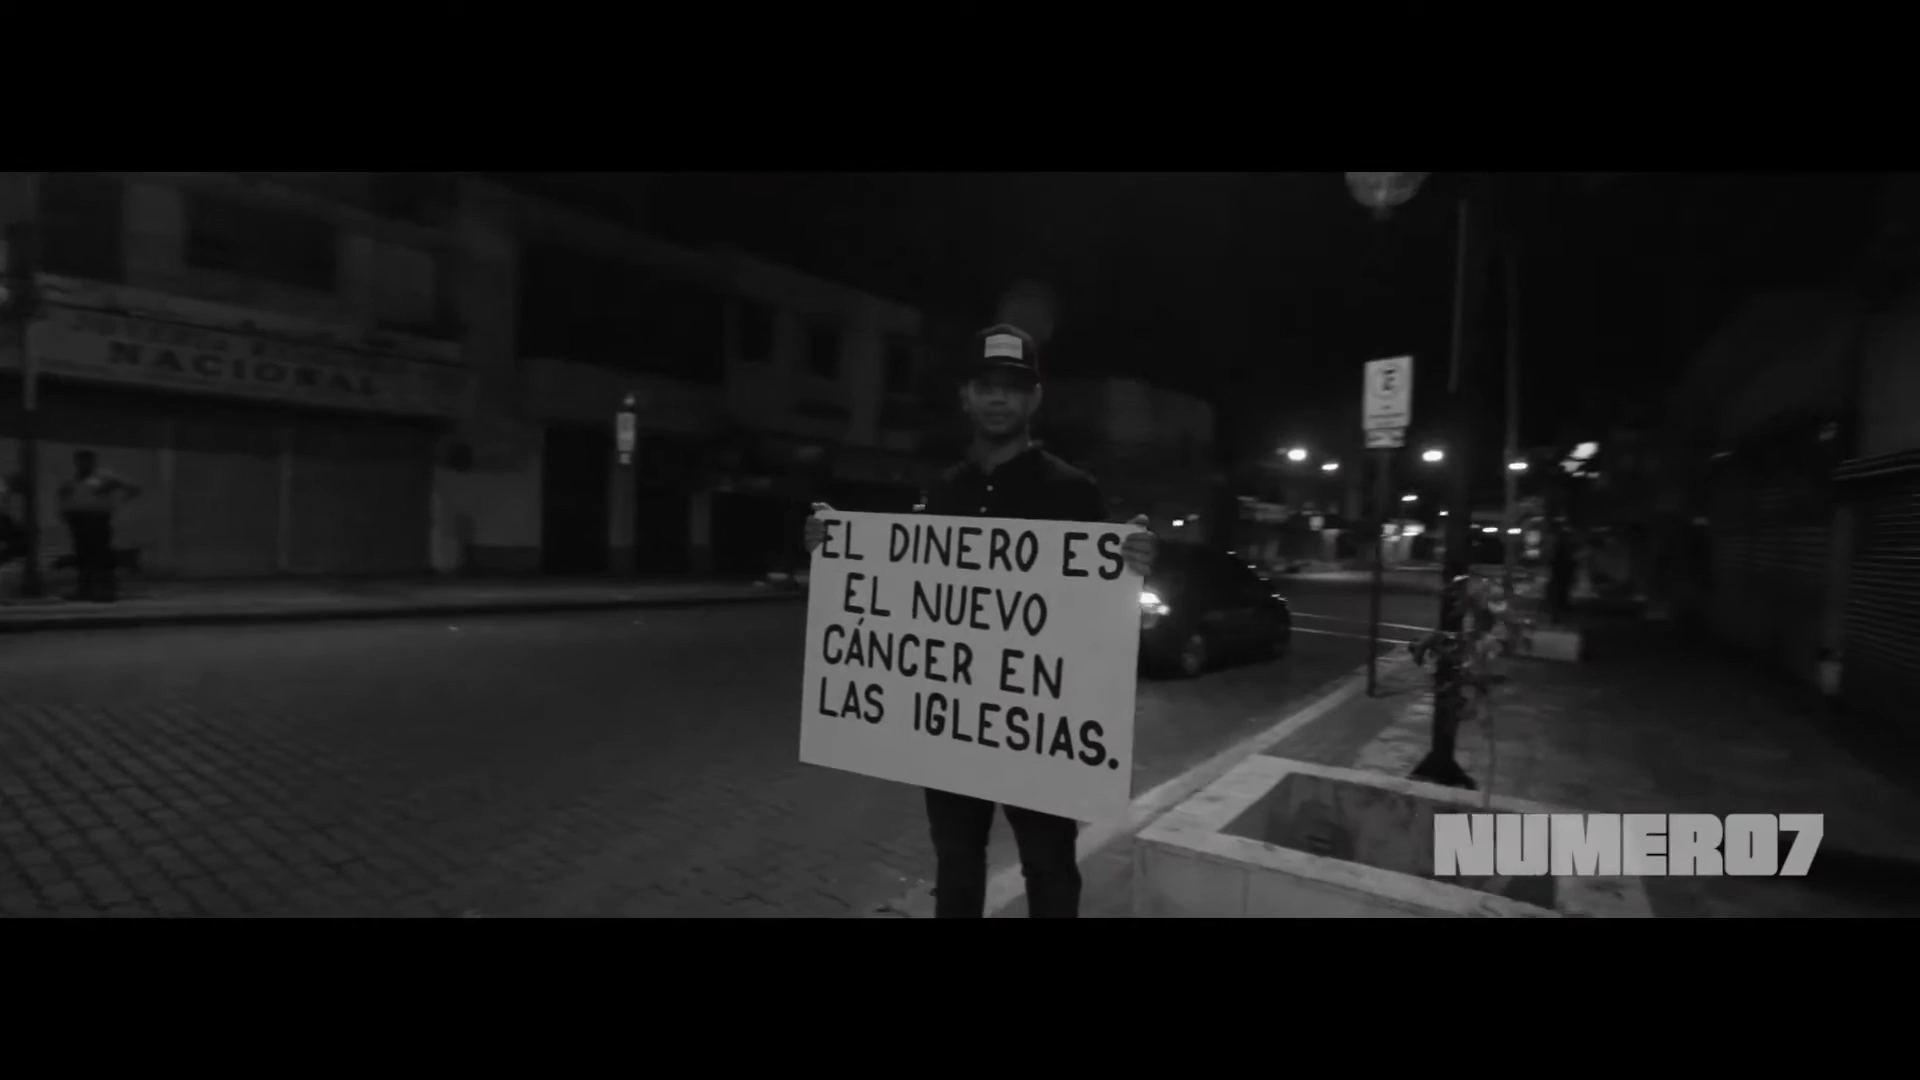 NACIONAL
EL DINERO ES
EL NUEVO
CÁNCER EN
LAS IGLESIAS.
NUMERO7